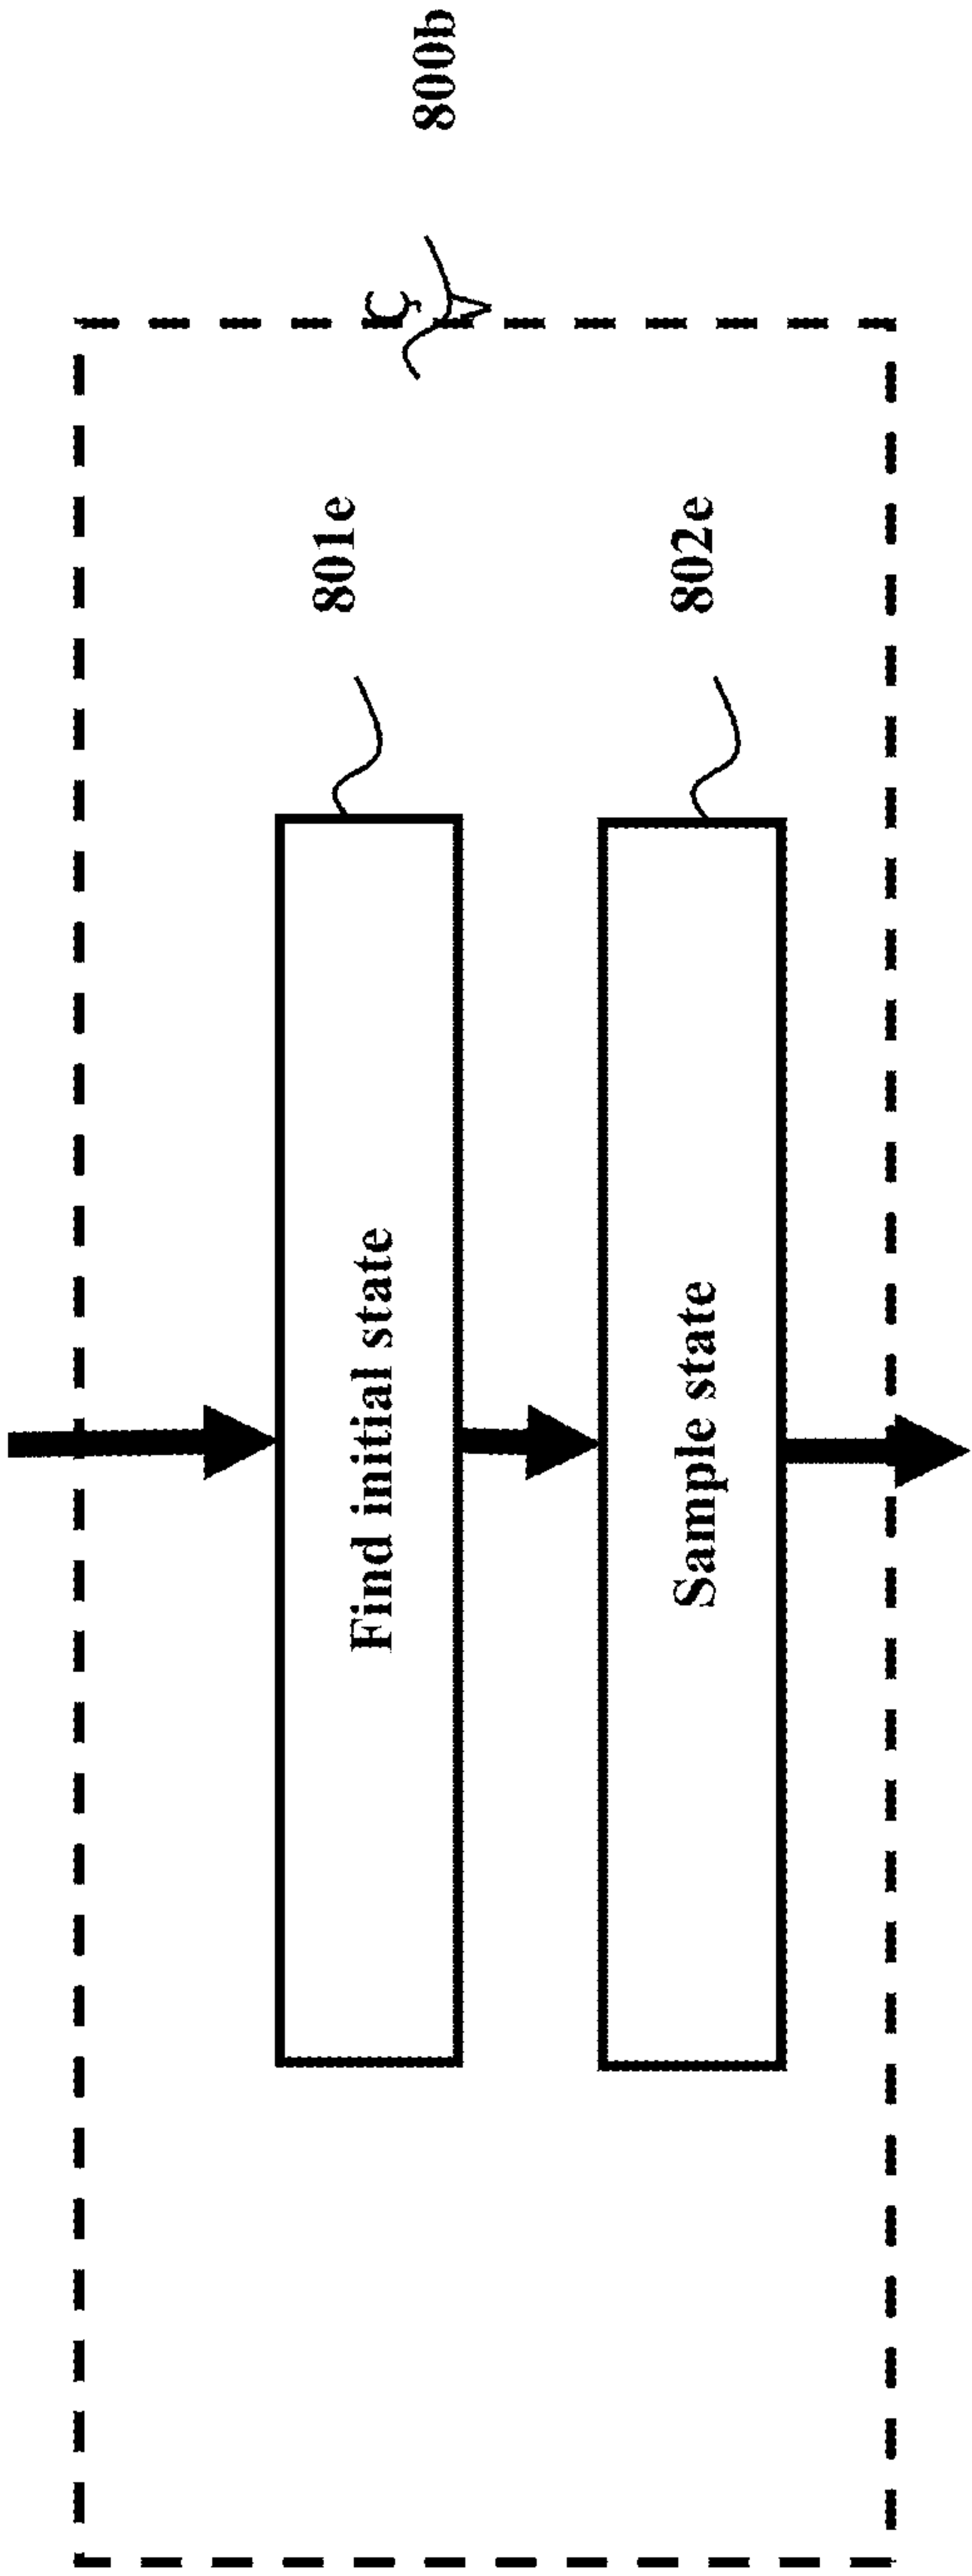 800b
801e
Find initial state
802e
Sample state